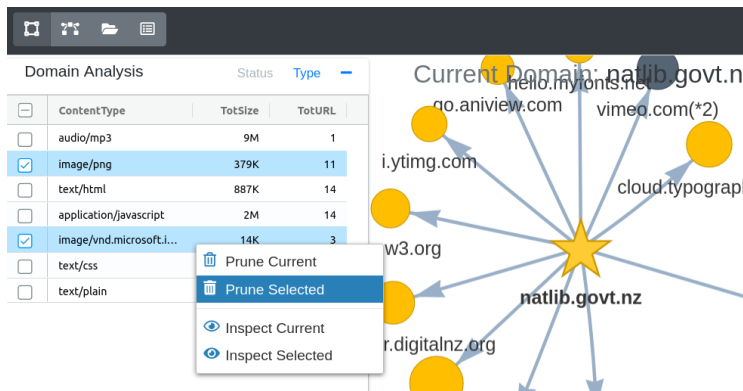 Domain Analysis
Status
Type
ContentType TotSize TotURL
audio/mp3 9M 1
image/png 379K 11
text/html 887K 14
application/javascript 2M 14
image/vnd.microsoft.i... 14K 3
text/css
text/plain
Prune Current
Prune Selected
Inspect Current
Inspect Selected
Current Domain: natlib.govt.n
hello.myfonts.net
go.aniview.com
vimeo.com(*2)
i.ytimg.com
cloud.typograp
w3.org
natlib.govt.nz
r.digitalnz.org